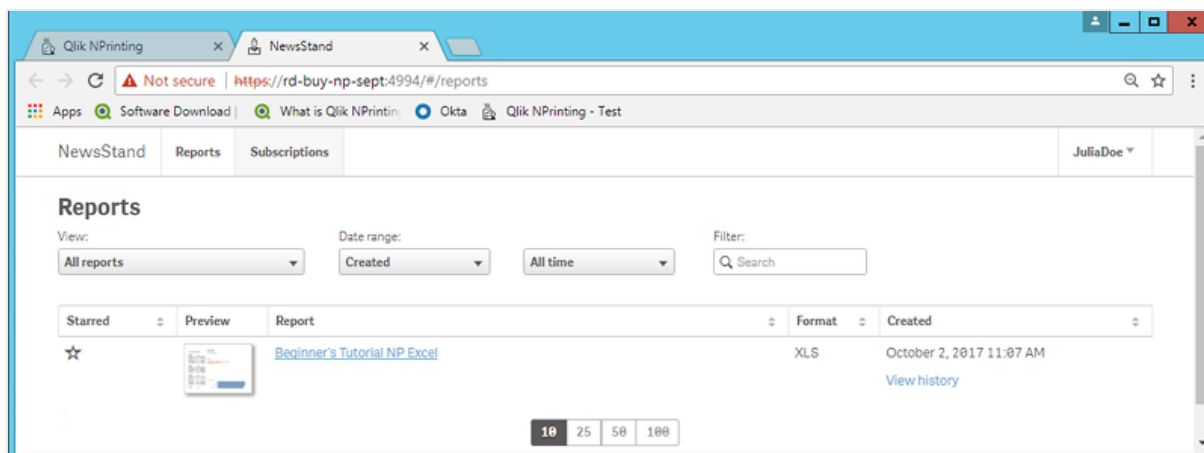 Qlik NPrinting
NewsStand
Not secure https://rd-buy-np-sept:4994/#/reports
Apps Software Download | What is Qlik NPrintin Okta Qlik NPrinting - Test
NewsStand Reports Subscriptions JuliaDoe
Reports
View: Date range: Filter:
All reports Created All time Search
Starred Preview Report Format Created
Beginner's Tutorial NP Excel XLS October 2, 2017 11:07 AM
View history
10 25 50 100